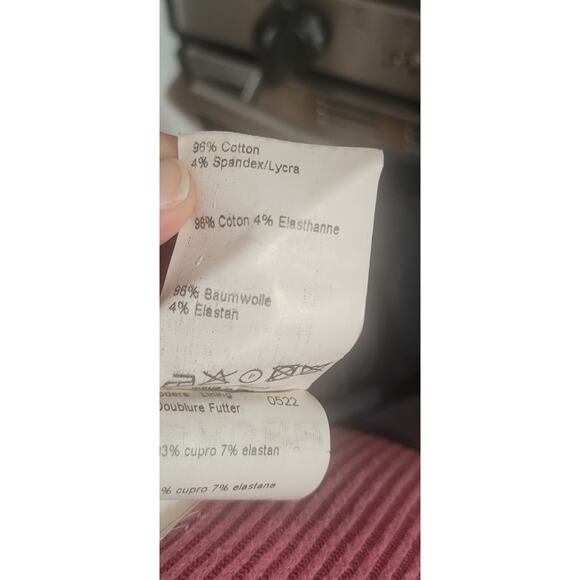 96% Cotton
4% Spandex/Lycra
96% Coton 4% Elasthanne
96% Baumwolle
4% Elastan
P
Lining
Doublure Futter 0522
3% cupro 7% elastan
% cupro 7% elastane